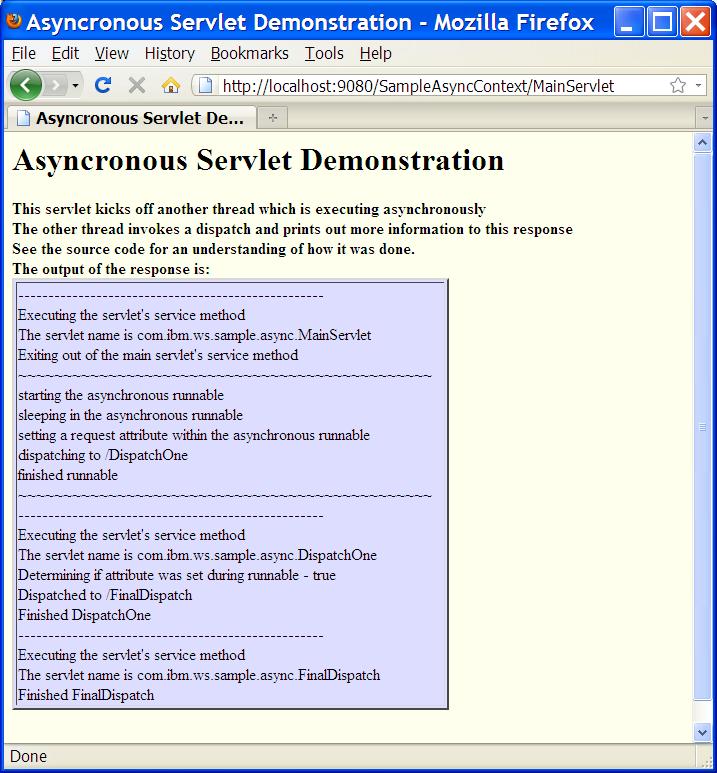 Asyncronous Servlet Demonstration - Mozilla Firefox
File Edit View History Bookmarks Tools Help
http://localhost:9080/SampleAsyncContext/MainServlet
Asyncronous Servlet De...
Asyncronous Servlet Demonstration
This servlet kicks off another thread which is executing asynchronously
The other thread invokes a dispatch and prints out more information to this response
See the source code for an understanding of how it was done.
The output of the response is:
---------------------------------------------------
Executing the servlet's service method
The servlet name is com.ibm.ws.sample.async.MainServlet
Exiting out of the main servlet's service method
~~~~~~~~~~~~~~~~~~~~~~~~~~~~~~~~~~~~~~~~~~~~~~~~~~~
starting the asynchronous runnable
sleeping in the asynchronous runnable
setting a request attribute within the asynchronous runnable
dispatching to /DispatchOne
finished runnable
~~~~~~~~~~~~~~~~~~~~~~~~~~~~~~~~~~~~~~~~~~~~~~~~~~~
---------------------------------------------------
Executing the servlet's service method
The servlet name is com.ibm.ws.sample.async.DispatchOne
Determining if attribute was set during runnable - true
Dispatched to /FinalDispatch
Finished DispatchOne
---------------------------------------------------
Executing the servlet's service method
The servlet name is com.ibm.ws.sample.async.FinalDispatch
Finished FinalDispatch
Done